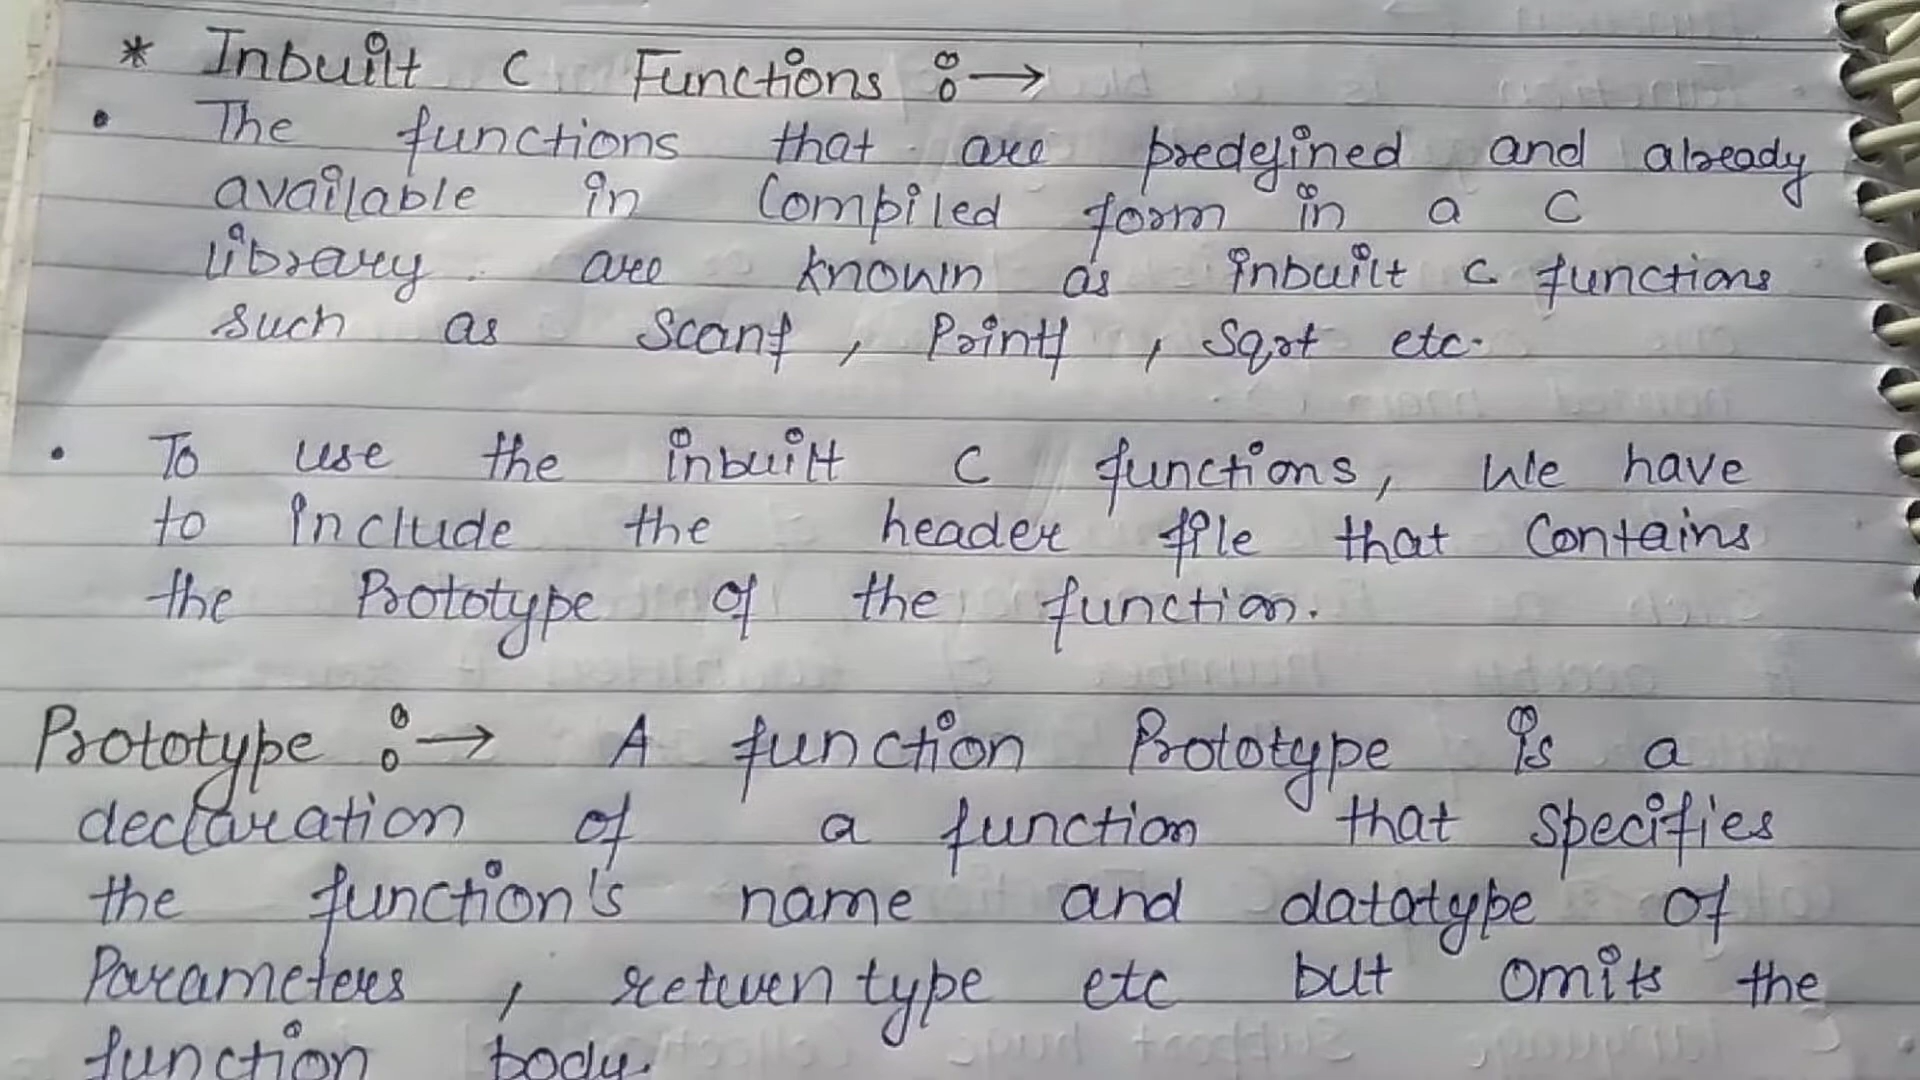 * Inbuilt C Functions :→
• The functions that are predefined and already
available in Compiled form in a C
library are known as inbuilt C functions
such as Scanf, Printf, Sqrt etc.
• To use the inbuilt C functions, We have
to include the header file that Contains
the Prototype of the function.
Prototype :→ A function Prototype is a
declaration of a function that specifies
the function's name and datatype of
Parameters, return type etc but omits the
function body.